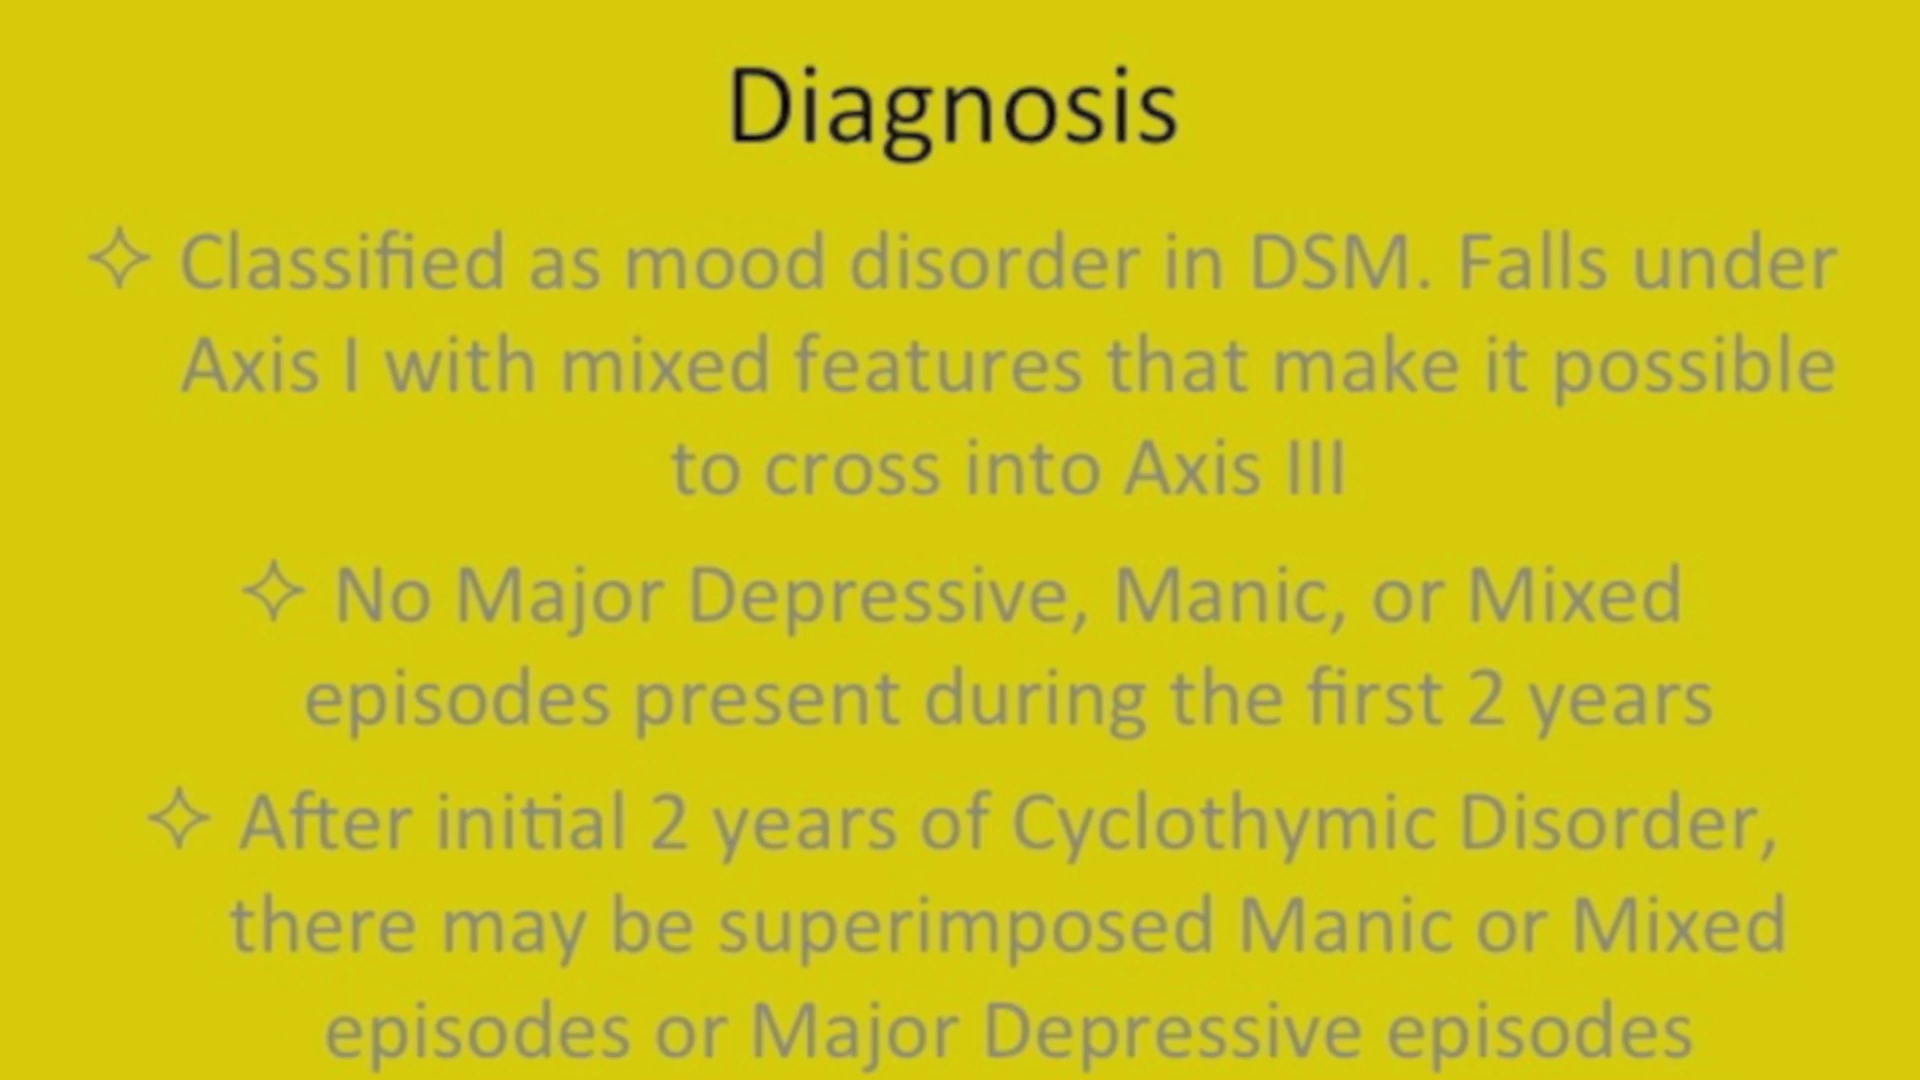 Diagnosis
✧ Classified as mood disorder in DSM. Falls under
Axis I with mixed features that make it possible
to cross into Axis III
✧ No Major Depressive, Manic, or Mixed
episodes present during the first 2 years
✧ After initial 2 years of Cyclothymic Disorder,
there may be superimposed Manic or Mixed
episodes or Major Depressive episodes